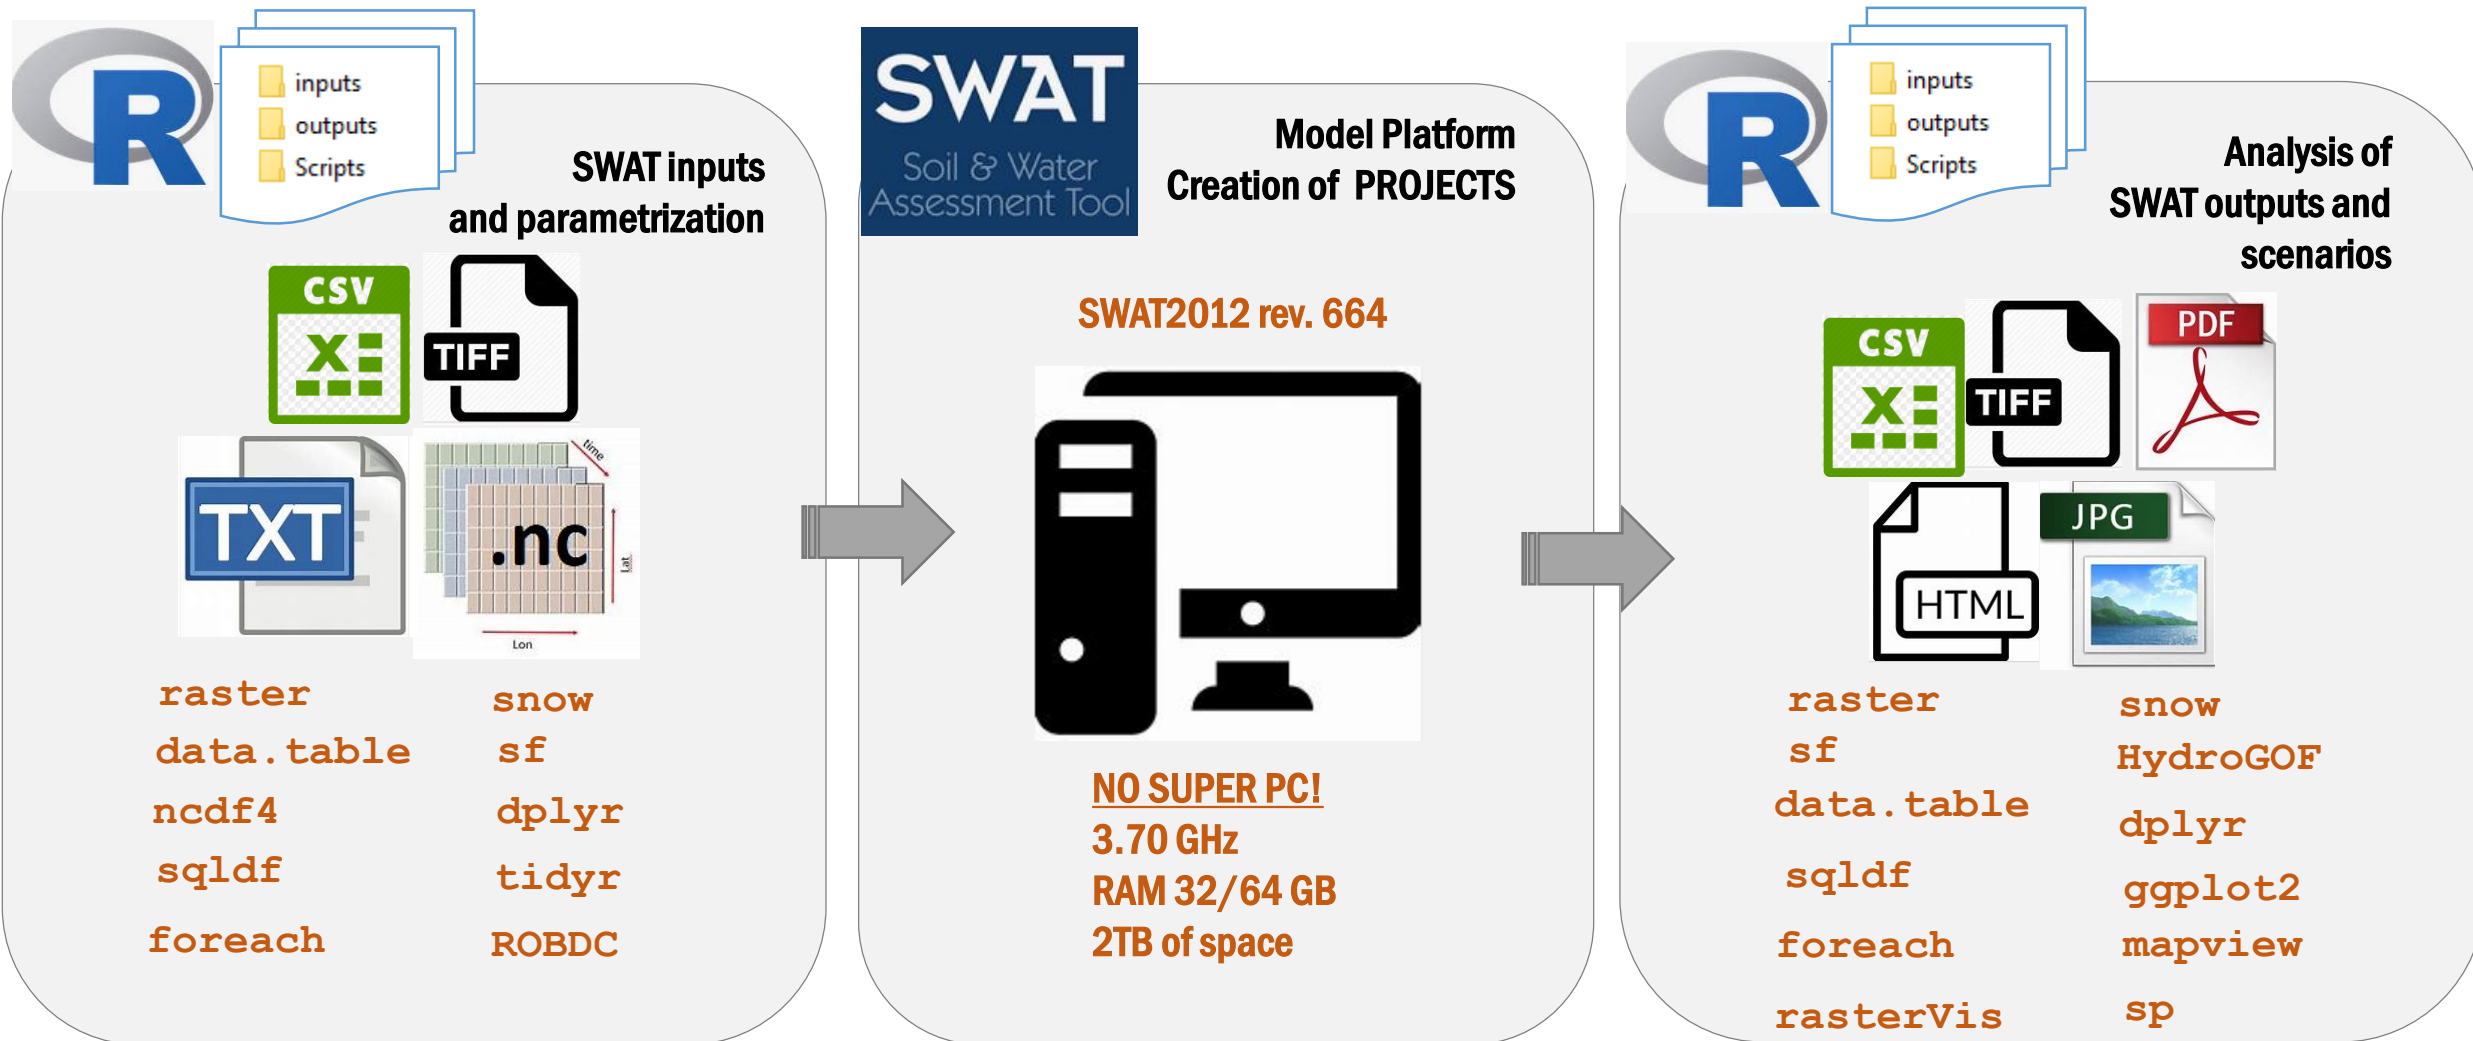 inputs
outputs
Scripts
SWAT inputs
and parametrization
CSV
X
TIFF
TXT
.nc
time
Lat
Lon
raster
data.table
ncdf4
sqldf
foreach
snow
sf
dplyr
tidyr
ROBDC
SWAT
Soil & Water
Assessment Tool
Model Platform
Creation of PROJECTS
SWAT2012 rev. 664
NO SUPER PC!
3.70 GHz
RAM 32/64 GB
2TB of space
R
R
inputs
outputs
Scripts
Analysis of
SWAT outputs and
scenarios
CSV
X
TIFF
PDF
HTML
JPG
raster
sf
data.table
sqldf
foreach
rasterVis
snow
HydroGOF
dplyr
ggplot2
mapview
sp